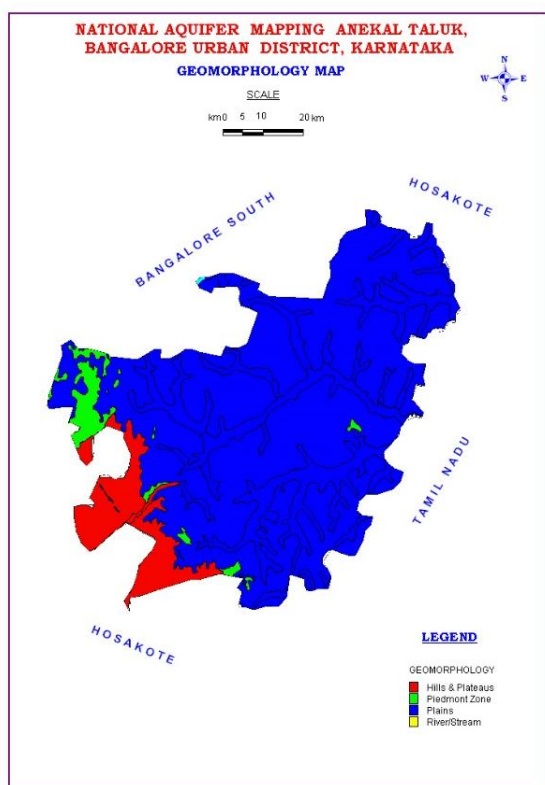 NATIONAL AQUIFER MAPPING ANEKAL TALUK,
BANGALORE URBAN DISTRICT, KARNATAKA
GEOMORPHOLOGY MAP
N
W E
S
SCALE
km0 5 10 20 km
HOSAKOTE
BANGALORE SOUTH
TAMIL NADU
HOSAKOTE
LEGEND
GEOMORPHOLOGY
Hills & Plateaus
Piedmont Zone
Plains
River/Stream